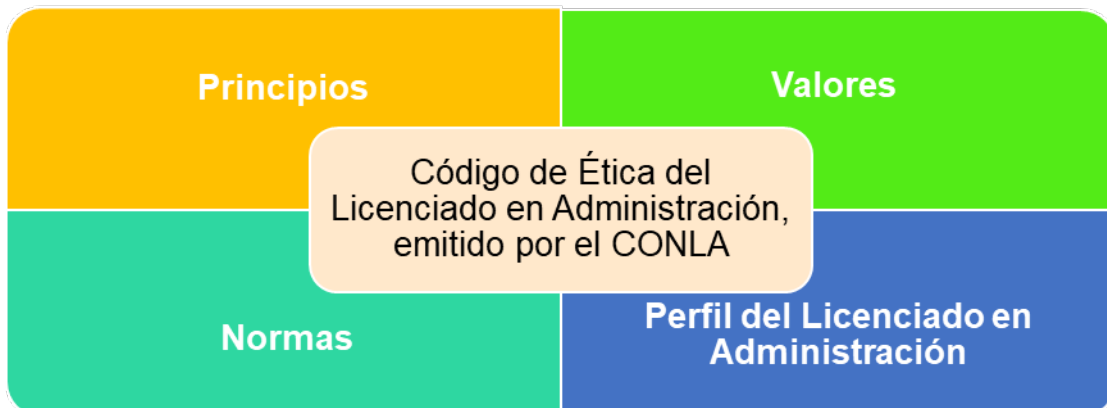 Principios
Valores
Código de Ética del
Licenciado en Administración,
emitido por el CONLA
Normas
Perfil del Licenciado en
Administración